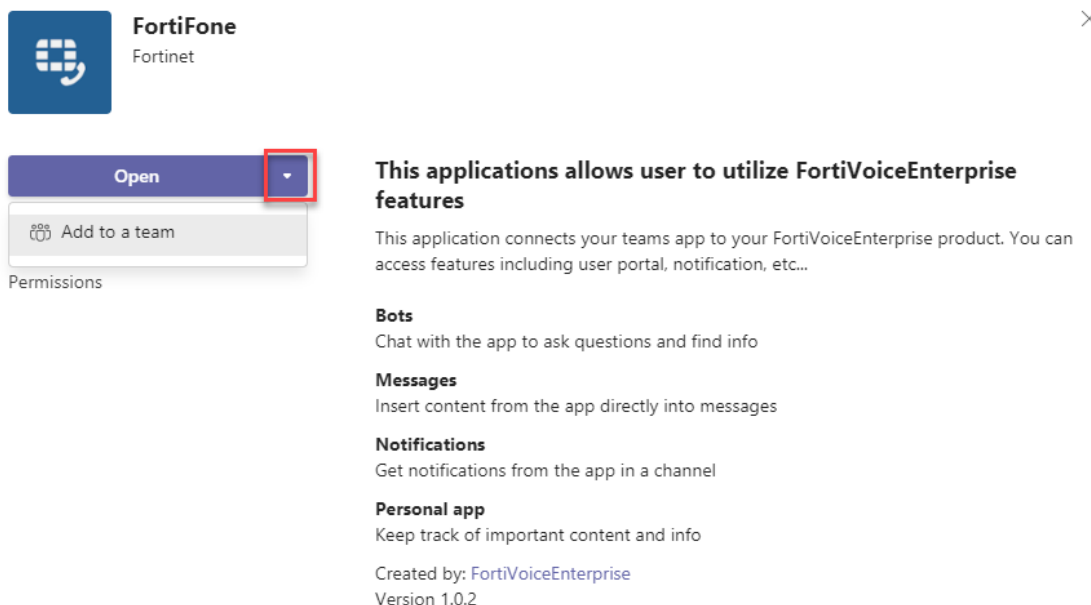 FortiFone
Fortinet
Open
Add to a team
Permissions
This applications allows user to utilize FortiVoiceEnterprise
features
This application connects your teams app to your FortiVoiceEnterprise product. You can
access features including user portal, notification, etc...
Bots
Chat with the app to ask questions and find info
Messages
Insert content from the app directly into messages
Notifications
Get notifications from the app in a channel
Personal app
Keep track of important content and info
Created by: FortiVoiceEnterprise
Version 1.0.2